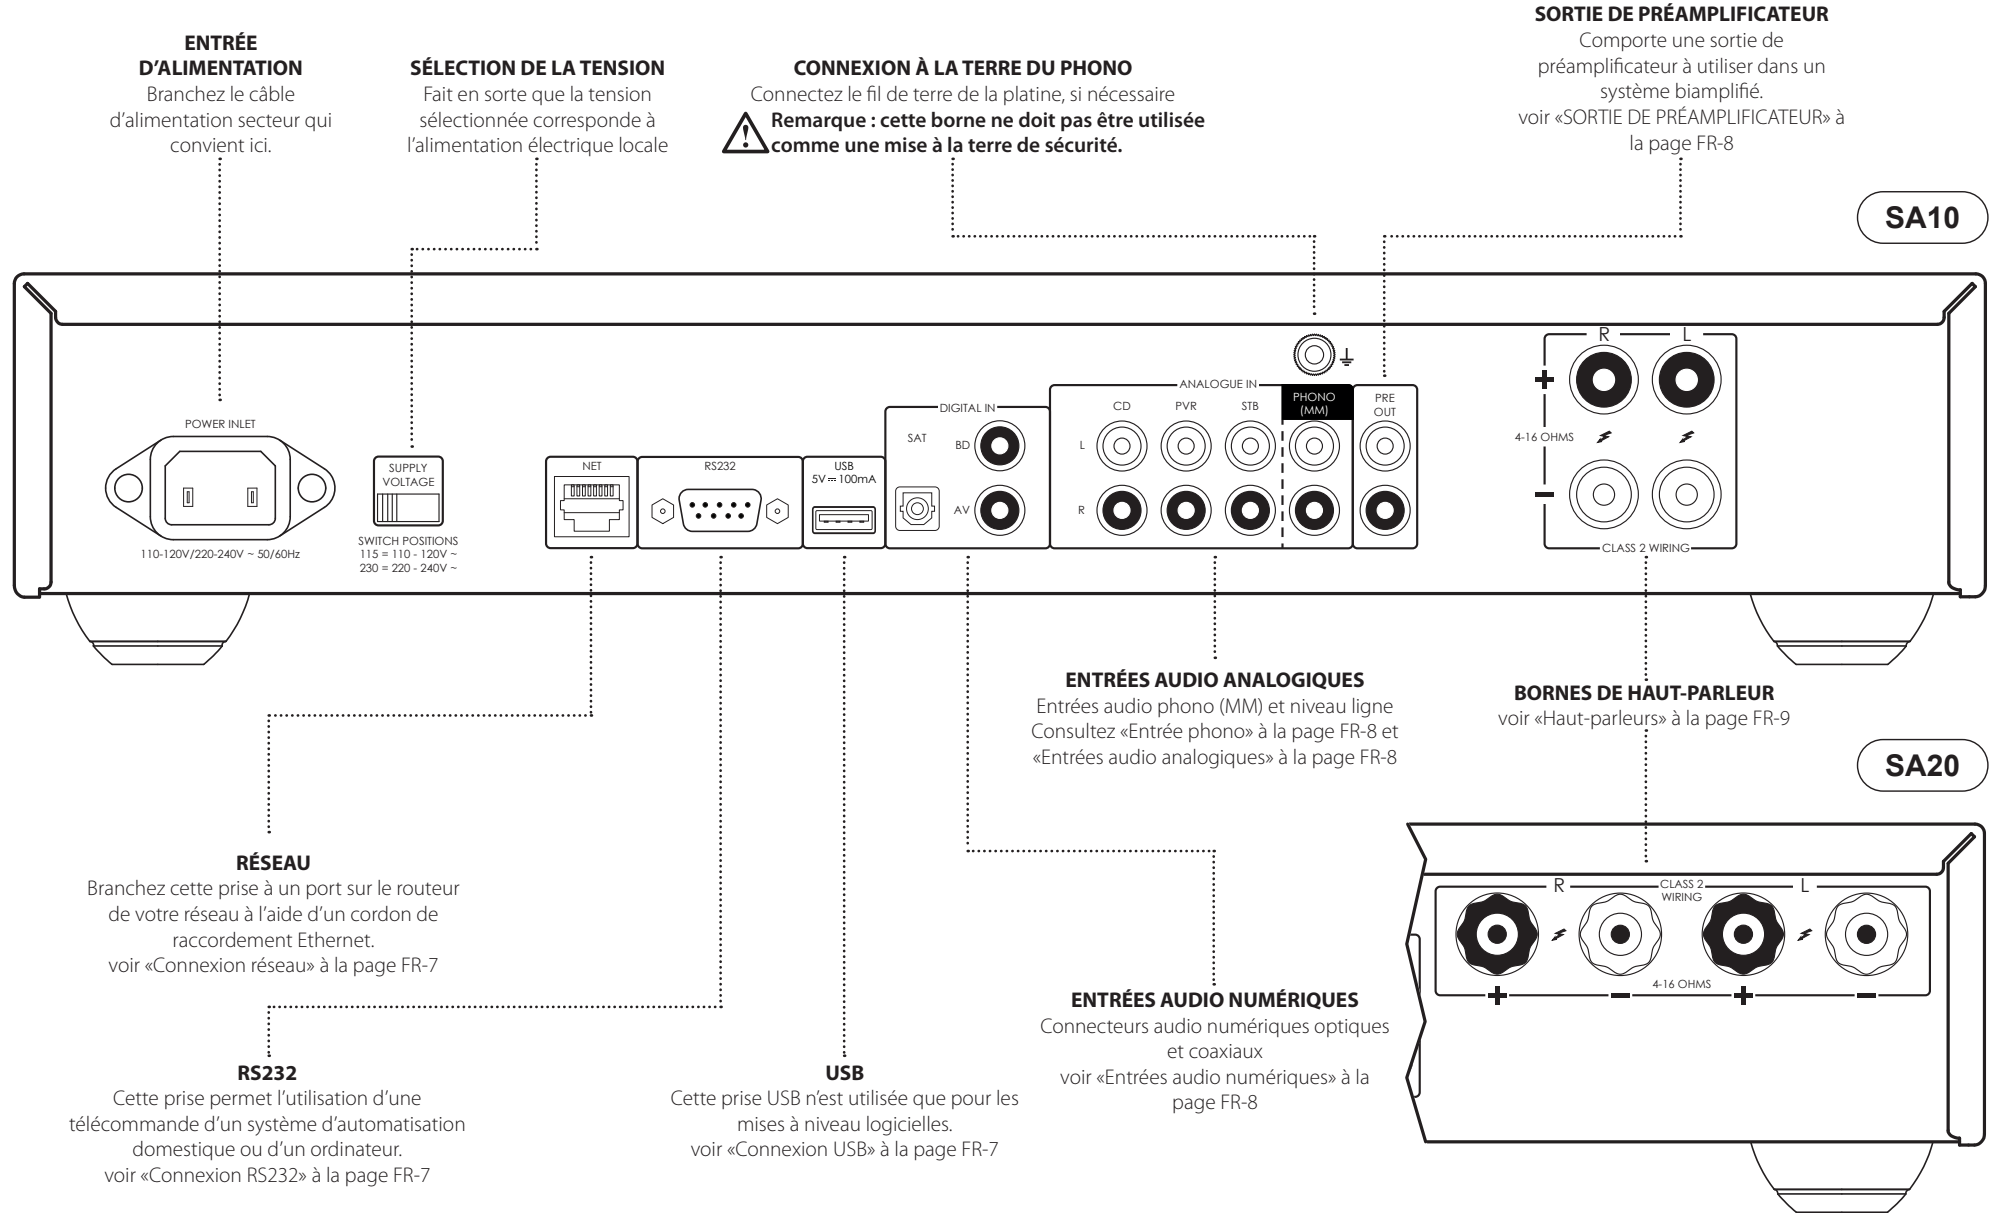 ENTRÉE
D'ALIMENTATION
Branchez le câble
d'alimentation secteur qui
convient ici.
SÉLECTION DE LA TENSION
Fait en sorte que la tension
sélectionnée corresponde à
l'alimentation électrique locale
CONNEXION À LA TERRE DU PHONO
Connectez le fil de terre de la platine, si nécessaire
Remarque : cette borne ne doit pas être utilisée
comme une mise à la terre de sécurité.
SORTIE DE PRÉAMPLIFICATEUR
Comporte une sortie de
préamplificateur à utiliser dans un
système biamplifié.
voir «SORTIE DE PRÉAMPLIFICATEUR» à
la page FR-8
SA10
POWER INLET
110-120V/220-240V ~ 50/60Hz
SUPPLY
VOLTAGE
SWITCH POSITIONS
115 = 110 - 120V ~
230 = 220 - 240V ~
NET
RS232
USB
5V 100mA
DIGITAL IN
SAT
BD
AV
ANALOGUE IN
CD
PVR
STB
PHONO
(MM)
L
R
PRE
OUT
R
L
+
4-16 OHMS
−
CLASS 2 WIRING
ENTRÉES AUDIO ANALOGIQUES
Entrées audio phono (MM) et niveau ligne
Consultez «Entrée phono» à la page FR-8 et
«Entrées audio analogiques» à la page FR-8
BORNES DE HAUT-PARLEUR
voir «Haut-parleurs» à la page FR-9
SA20
R
CLASS 2
WIRING
L
4-16 OHMS
+ − + −
RÉSEAU
Branchez cette prise à un port sur le routeur
de votre réseau à l'aide d'un cordon de
raccordement Ethernet.
voir «Connexion réseau» à la page FR-7
RS232
Cette prise permet l'utilisation d'une
télécommande d'un système d'automatisation
domestique ou d'un ordinateur.
voir «Connexion RS232» à la page FR-7
USB
Cette prise USB n'est utilisée que pour les
mises à niveau logicielles.
voir «Connexion USB» à la page FR-7
ENTRÉES AUDIO NUMÉRIQUES
Connecteurs audio numériques optiques
et coaxiaux
voir «Entrées audio numériques» à la
page FR-8